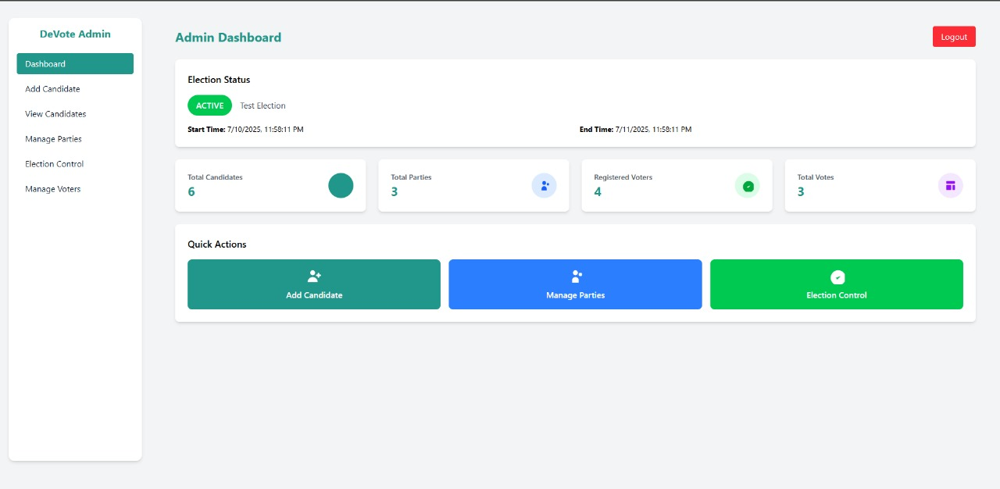 DeVote Admin
Dashboard
Add Candidate
View Candidates
Manage Parties
Election Control
Manage Voters
Admin Dashboard
Logout
Election Status
ACTIVE Test Election
Start Time: 7/10/2025, 11:58:11 PM
End Time: 7/11/2025, 11:58:11 PM
Total Candidates
6
Total Parties
3
Registered Voters
4
Total Votes
3
Quick Actions
Add Candidate
Manage Parties
Election Control